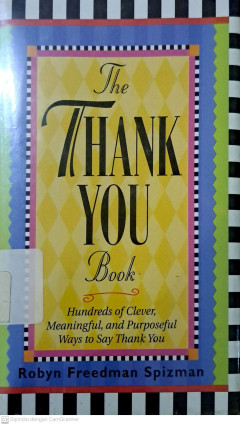 The
THANK
YOU
Book
Hundreds of Clever,
Meaningful, and Purposeful
Ways to Say Thank You
Robyn Freedman Spizman